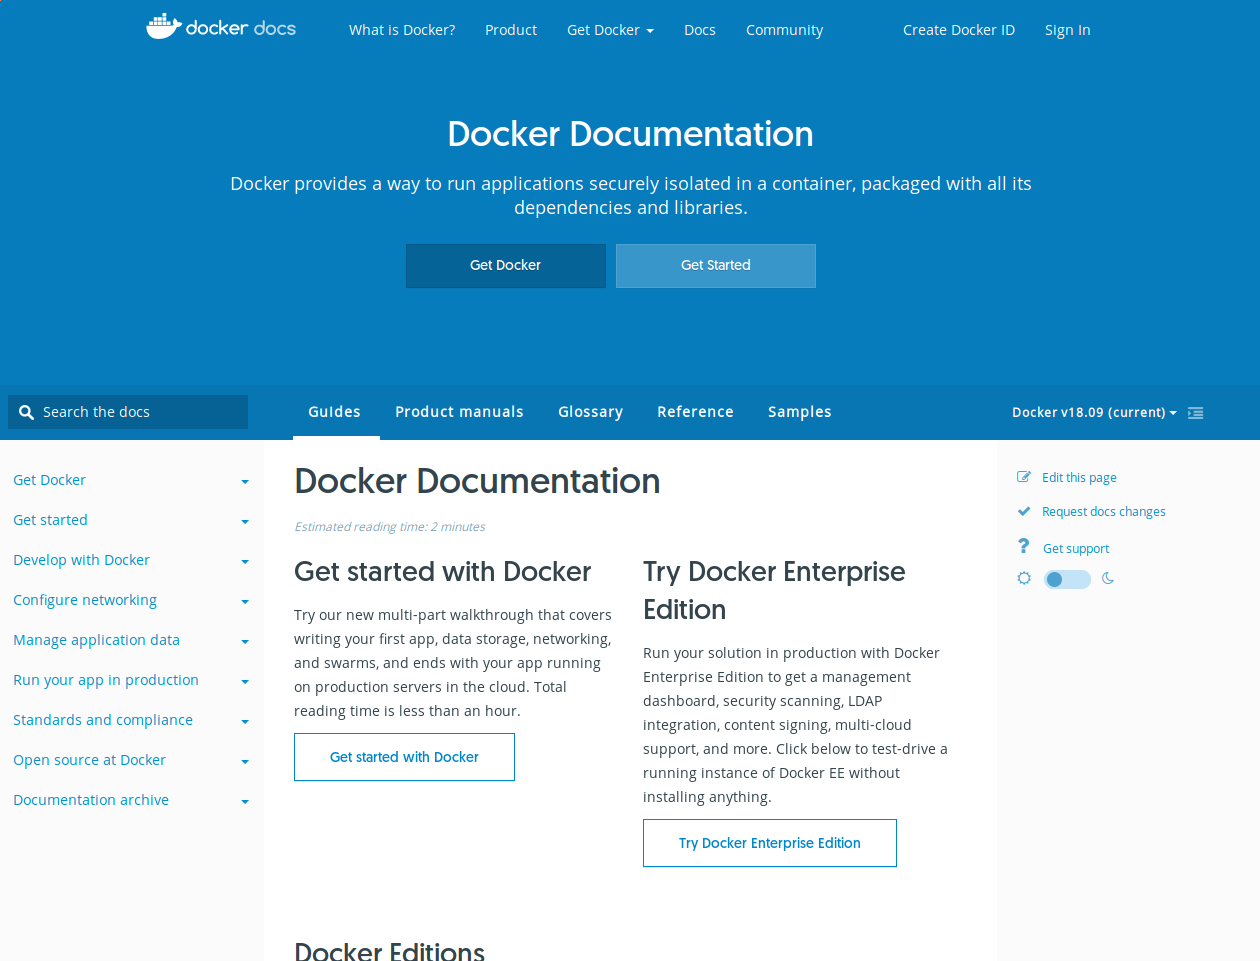 docker docs
What is Docker?
Product
Get Docker
Docs
Community
Create Docker ID
Sign In
Docker Documentation
Docker provides a way to run applications securely isolated in a container, packaged with all its
dependencies and libraries.
Get Docker
Get Started
Search the docs
Guides
Product manuals
Glossary
Reference
Samples
Docker v18.09 (current)
Get Docker
Get started
Develop with Docker
Configure networking
Manage application data
Run your app in production
Standards and compliance
Open source at Docker
Documentation archive
Docker Documentation
Estimated reading time: 2 minutes
Get started with Docker
Try our new multi-part walkthrough that covers
writing your first app, data storage, networking,
and swarms, and ends with your app running
on production servers in the cloud. Total
reading time is less than an hour.
Get started with Docker
Try Docker Enterprise
Edition
Run your solution in production with Docker
Enterprise Edition to get a management
dashboard, security scanning, LDAP
integration, content signing, multi-cloud
support, and more. Click below to test-drive a
running instance of Docker EE without
installing anything.
Try Docker Enterprise Edition
Docker Editions
Edit this page
Request docs changes
Get support